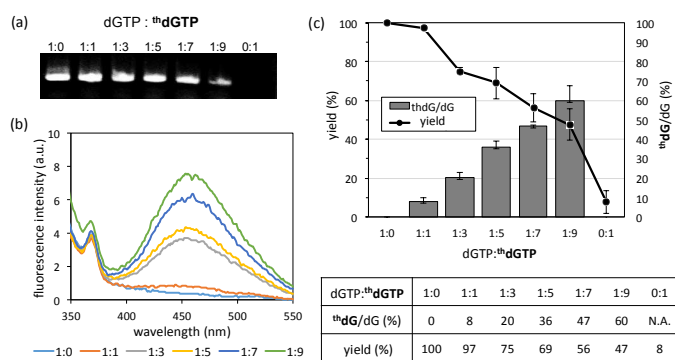 (a)
dGTP : thdGTP
1:0 1:1 1:3 1:5 1:7 1:9 0:1
(b)
fluorescence intensity (a.u.)
10
8
6
4
2
0
350 400 450 500 550
wavelength (nm)
1:0 1:1 1:3 1:5 1:7 1:9
(c)
yield (%)
100
80
60
40
20
0
thdG/dG
yield
100
90
80
70
60
50
40
30
20
10
0
thdG/dG (%)
1:0 1:1 1:3 1:5 1:7 1:9 0:1
dGTP:thdGTP
dGTP:thdGTP 1:0 1:1 1:3 1:5 1:7 1:9 0:1
thdG/dG (%) 0 8 20 36 47 60 N.A.
yield (%) 100 97 75 69 56 47 8